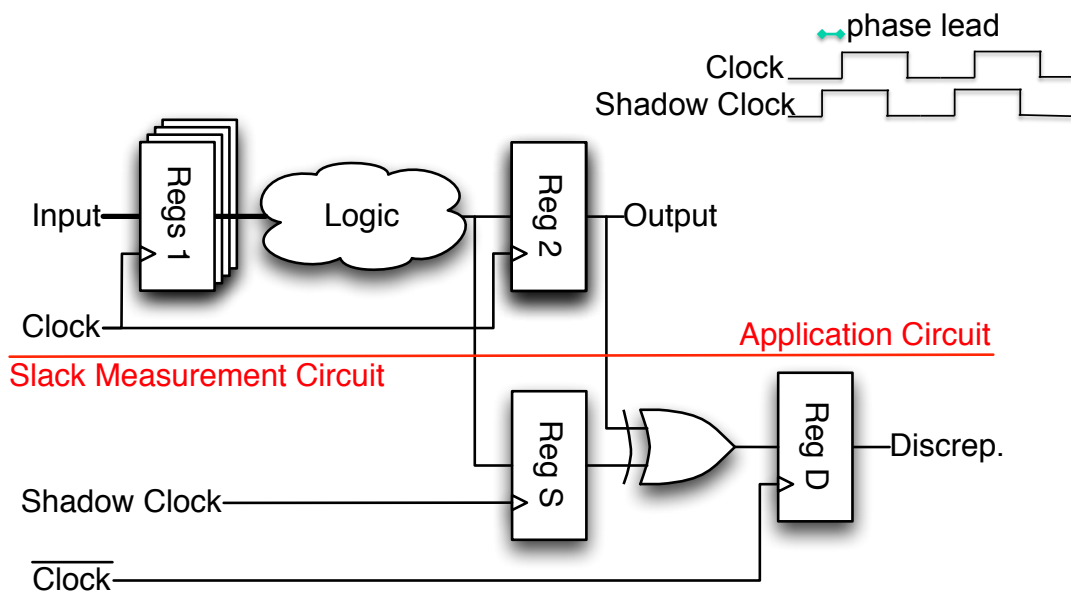 phase lead
Clock
Shadow Clock
Regs 1
Reg 2
Input
Logic
Output
Clock
Application Circuit
Slack Measurement Circuit
Reg S
Reg D
Discrep.
Shadow Clock
Clock